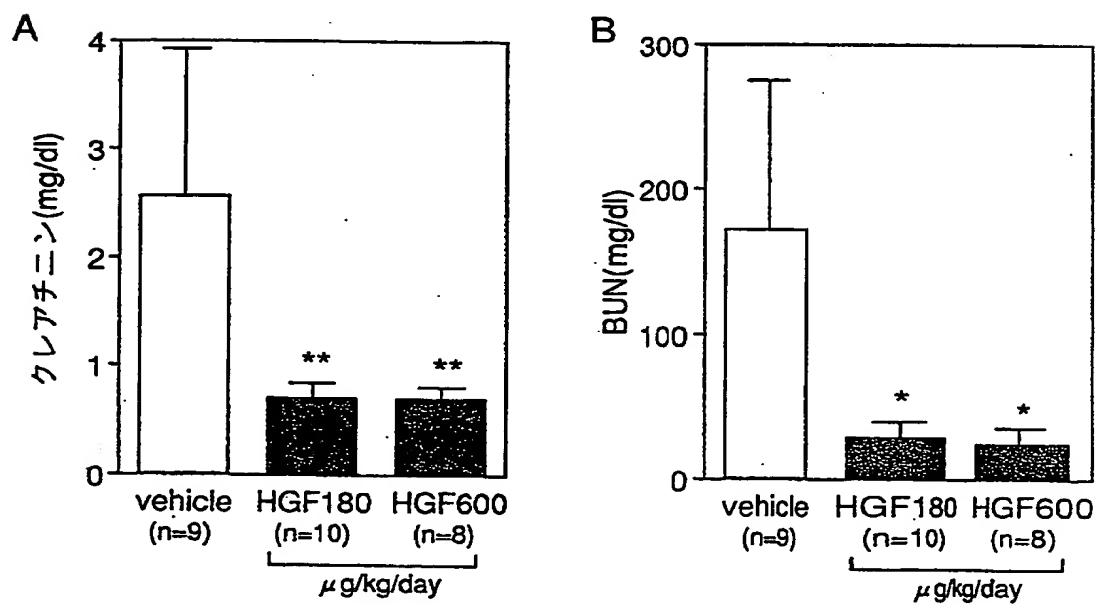 A
クレアチニン(mg/dl)
4
3
2
1
0
**
**
vehicle
(n=9)
HGF180
(n=10)
HGF600
(n=8)
μg/kg/day
B
BUN(mg/dl)
300
200
100
0
*
*
vehicle
(n=9)
HGF180
(n=10)
HGF600
(n=8)
μg/kg/day